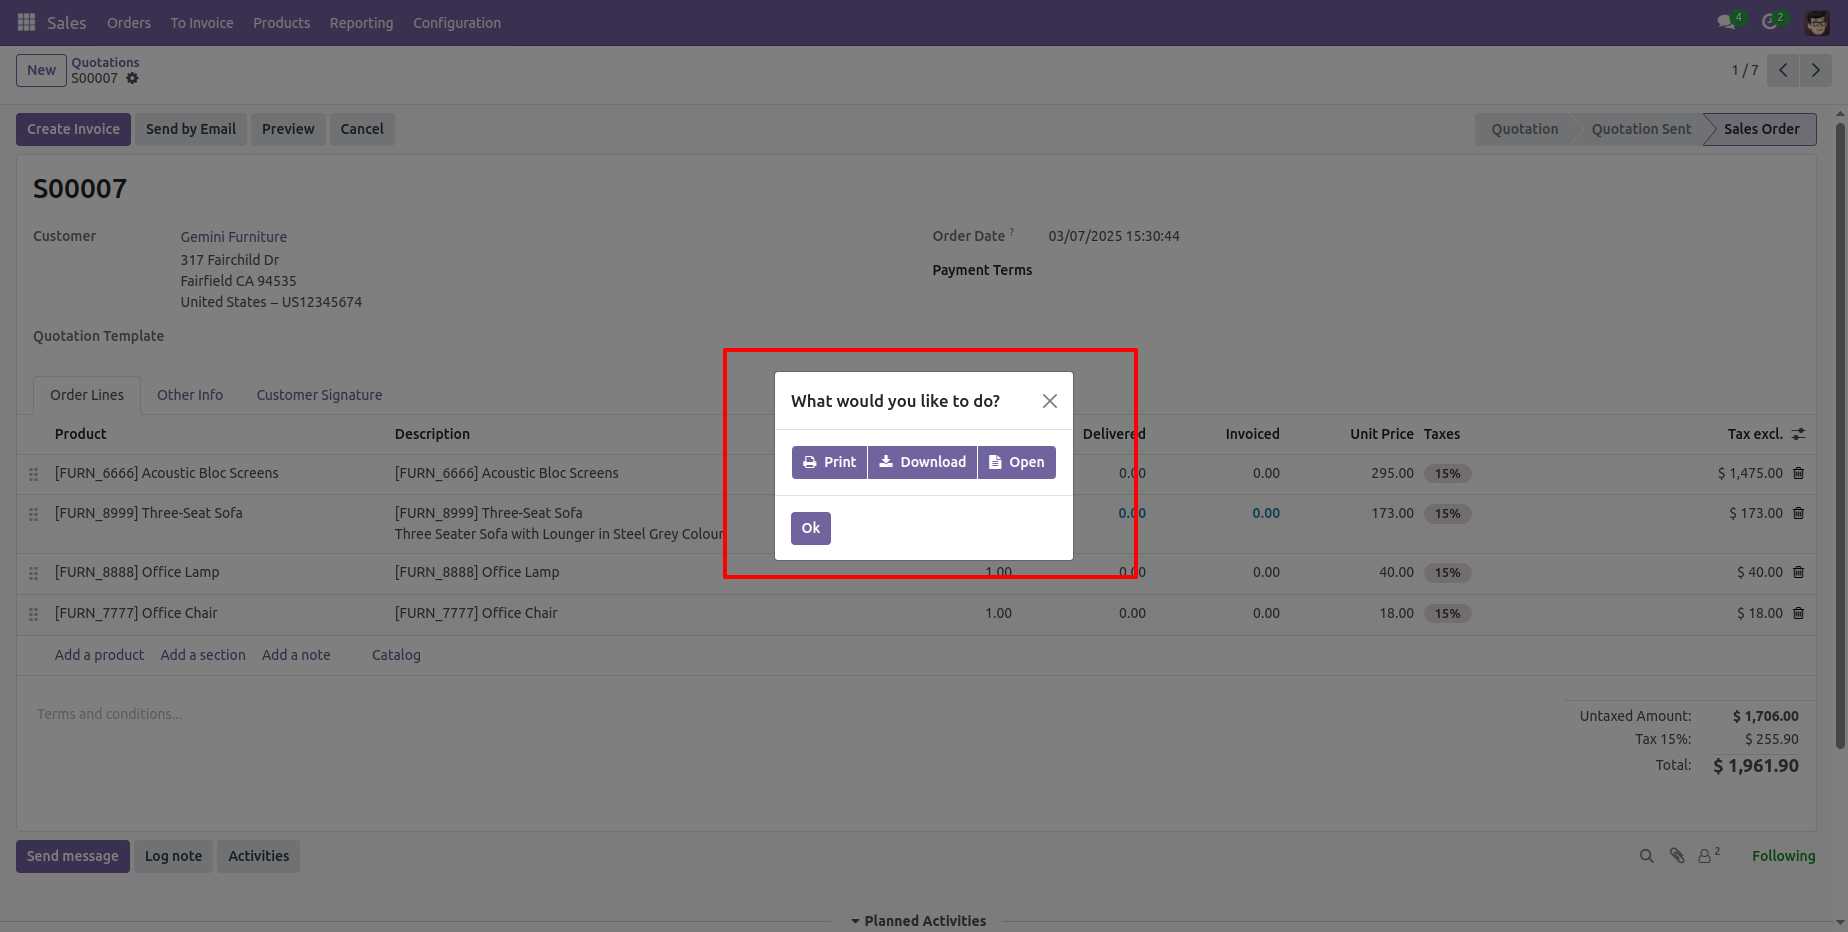 Sales Orders To Invoice Products Reporting Configuration 4 2
New Quotations
S00007
1 / 7
Create Invoice Send by Email Preview Cancel Quotation Quotation Sent Sales Order
S00007
Customer Gemini Furniture Order Date ? 03/07/2025 15:30:44
317 Fairchild Dr
Fairfield CA 94535
United States – US12345674
Payment Terms
Quotation Template
What would you like to do?
Print Download Open
Ok
Order Lines Other Info Customer Signature
Product Description Delivered Invoiced Unit Price Taxes Tax excl.
[FURN_6666] Acoustic Bloc Screens [FURN_6666] Acoustic Bloc Screens 0.00 0.00 295.00 15% $ 1,475.00
[FURN_8999] Three-Seat Sofa [FURN_8999] Three-Seat Sofa 0.00 0.00 173.00 15% $ 173.00
Three Seater Sofa with Lounger in Steel Grey Colour
[FURN_8888] Office Lamp [FURN_8888] Office Lamp 1.00 0.00 0.00 40.00 15% $ 40.00
[FURN_7777] Office Chair [FURN_7777] Office Chair 1.00 0.00 0.00 18.00 15% $ 18.00
Add a product Add a section Add a note Catalog
Terms and conditions...
Untaxed Amount: $ 1,706.00
Tax 15%: $ 255.90
Total: $ 1,961.90
Send message Log note Activities 2 Following
Planned Activities